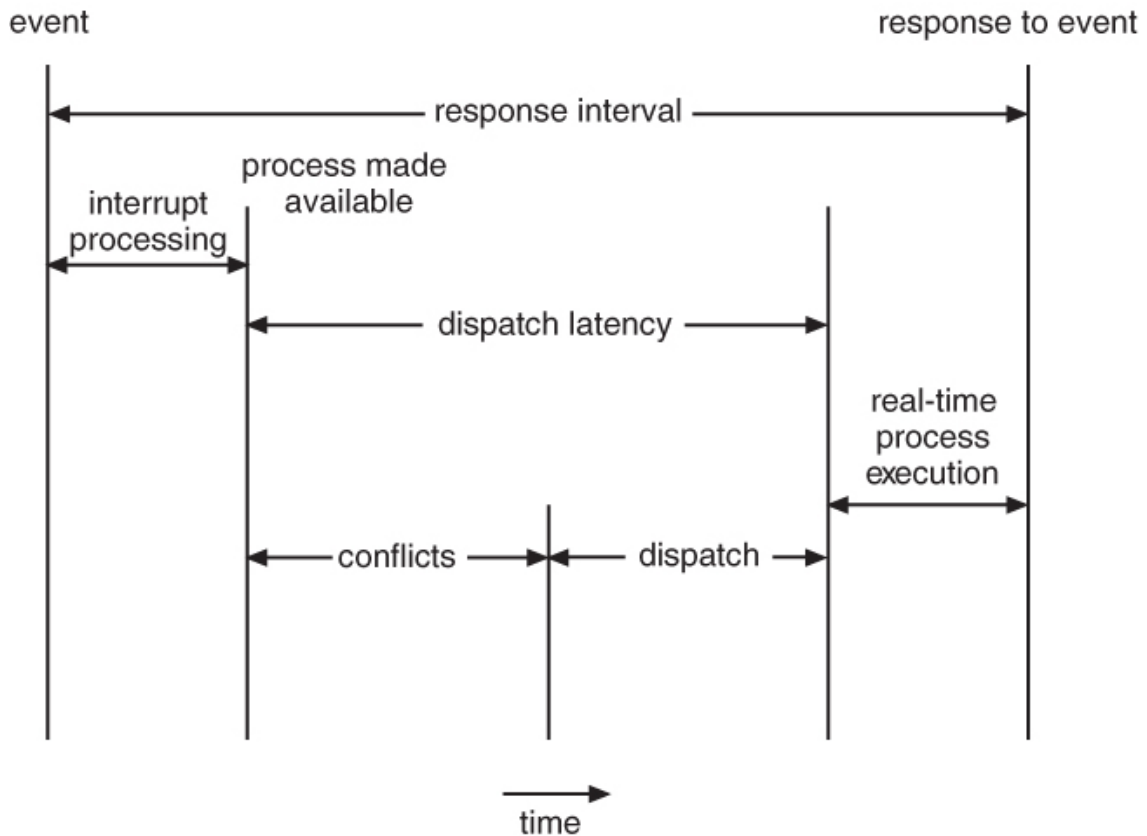 event
response to event
response interval
process made
available
interrupt
processing
dispatch latency
real-time
process
execution
conflicts
dispatch
time